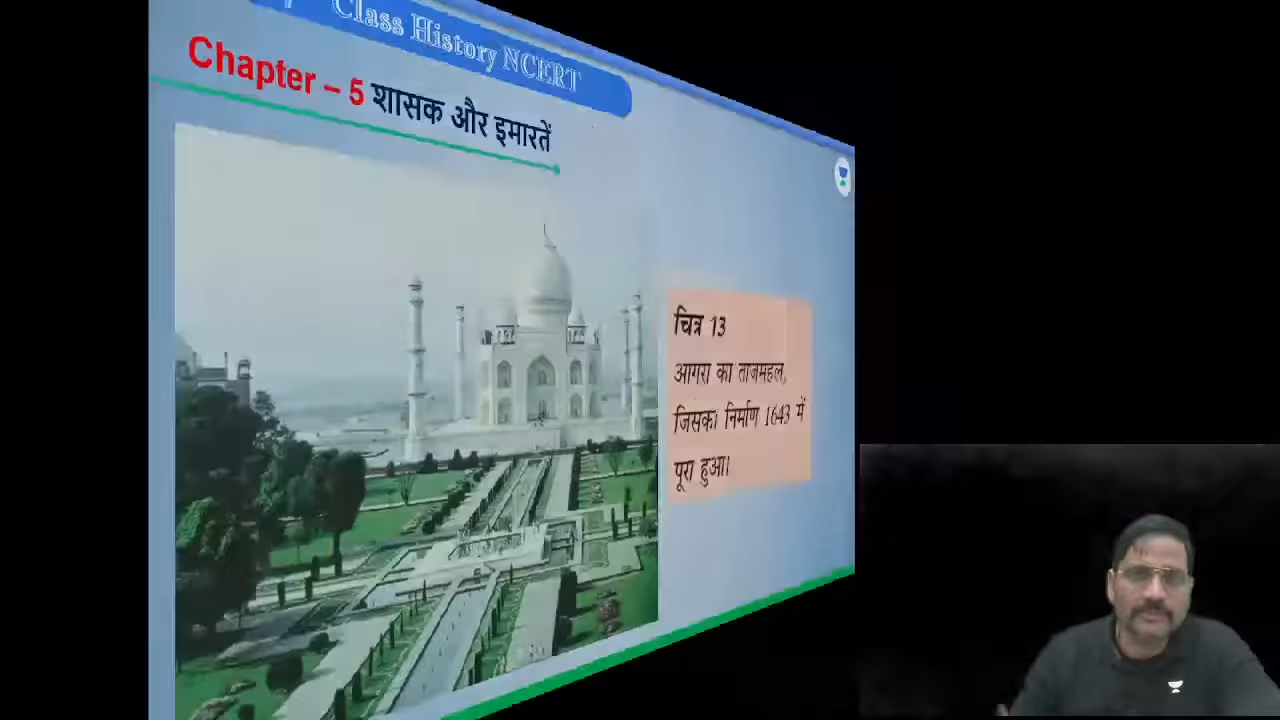 Class History NCERT
Chapter – 5 शासक और इमारतें
चित्र 13
आगरा का ताजमहल,
जिसका निर्माण 1643 में
पूरा हुआ।